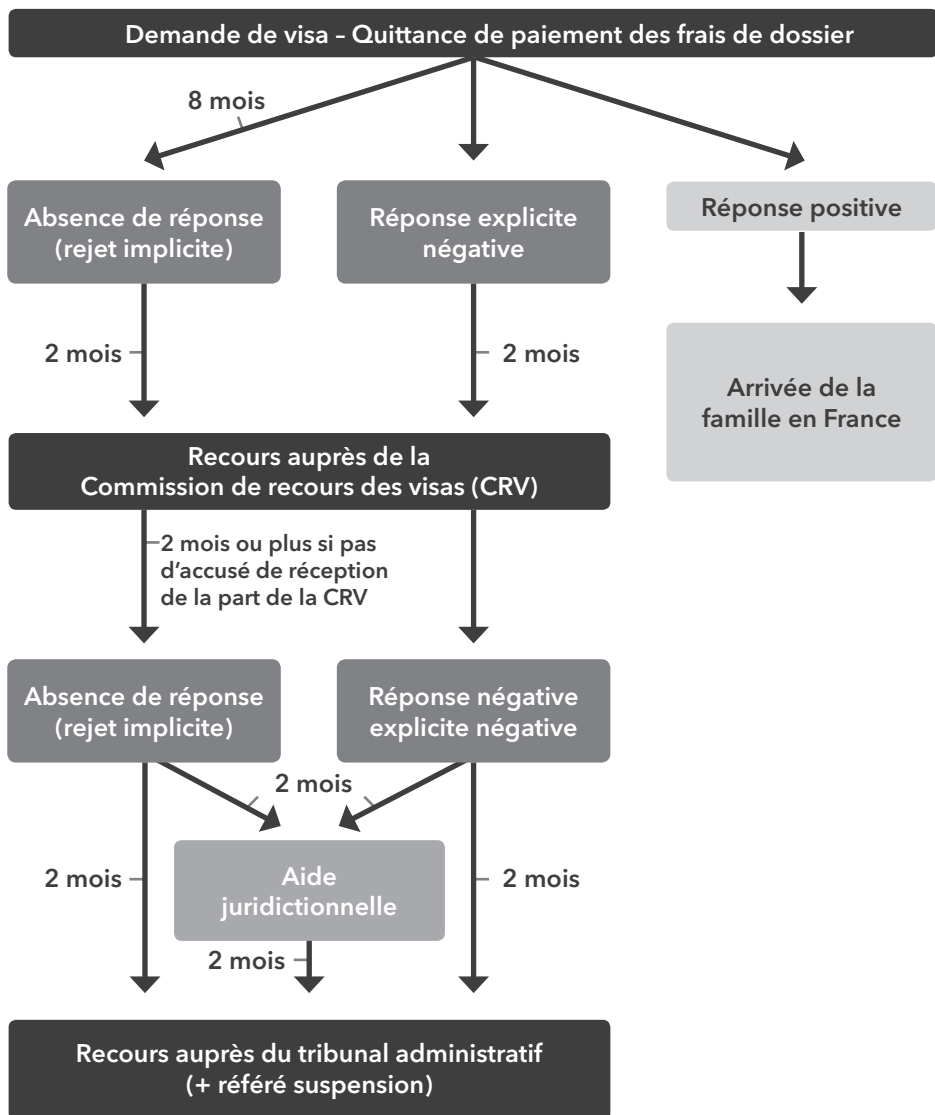 Demande de visa – Quittance de paiement des frais de dossier
8 mois
Absence de réponse
(rejet implicite)
Réponse explicite
négative
Réponse positive
2 mois
2 mois
Arrivée de la
famille en France
Recours auprès de la
Commission de recours des visas (CRV)
2 mois ou plus si pas
d’accusé de réception
de la part de la CRV
Absence de réponse
(rejet implicite)
Réponse négative
explicite négative
2 mois
2 mois
Aide
juridictionnelle
2 mois
2 mois
Recours auprès du tribunal administratif
(+ référé suspension)